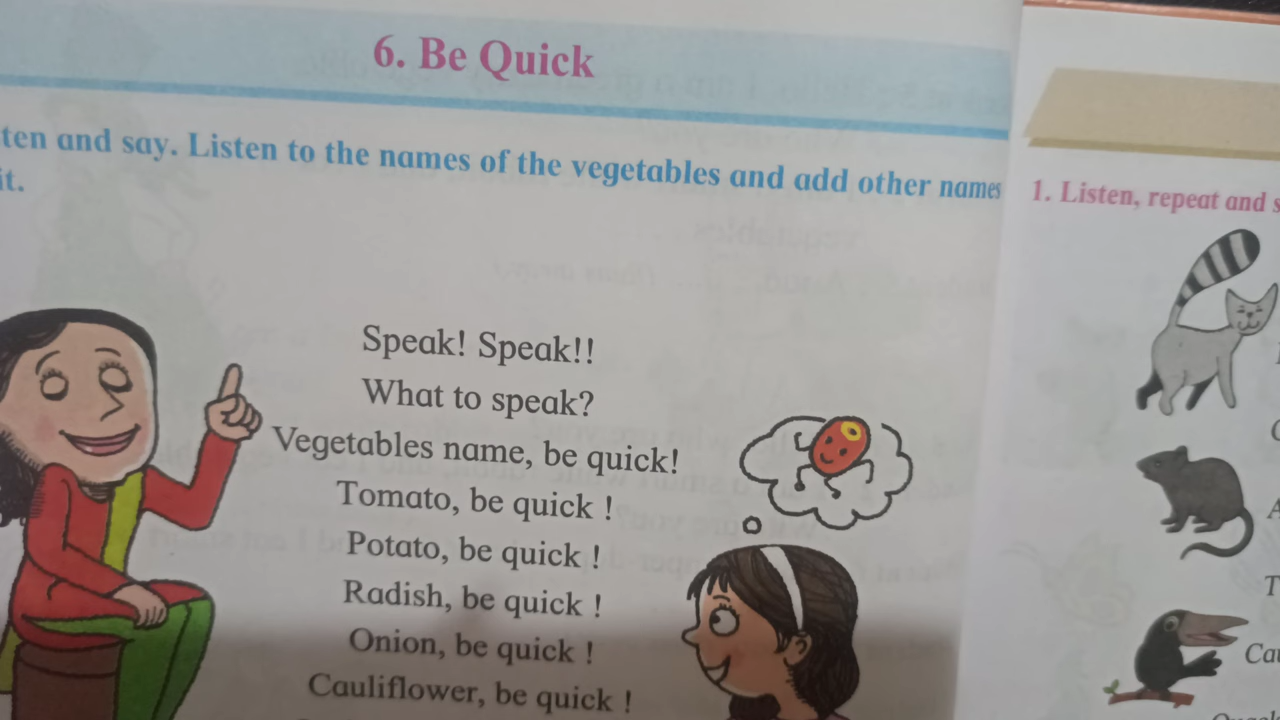 6. Be Quick
ten and say. Listen to the names of the vegetables and add other names
it.
Speak! Speak!!
What to speak?
Vegetables name, be quick!
Tomato, be quick !
Potato, be quick !
Radish, be quick !
Onion, be quick !
Cauliflower, be quick !
1. Listen, repeat and s